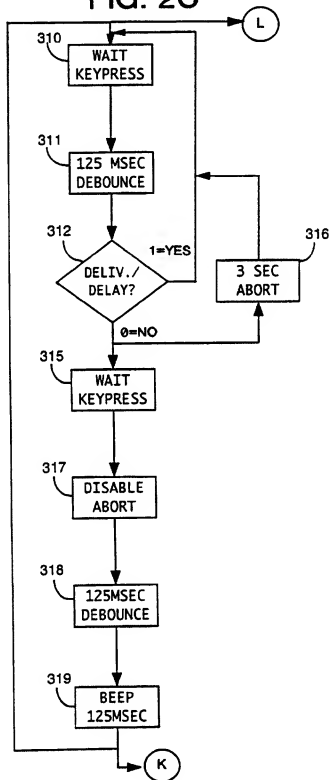 L
310
WAIT
KEYPRESS
311
125 MSEC
DEBOUNCE
312
1=YES
DELIV./
DELAY?
316
3 SEC
ABORT
0=NO
315
WAIT
KEYPRESS
317
DISABLE
ABORT
318
125MSEC
DEBOUNCE
319
BEEP
125MSEC
K